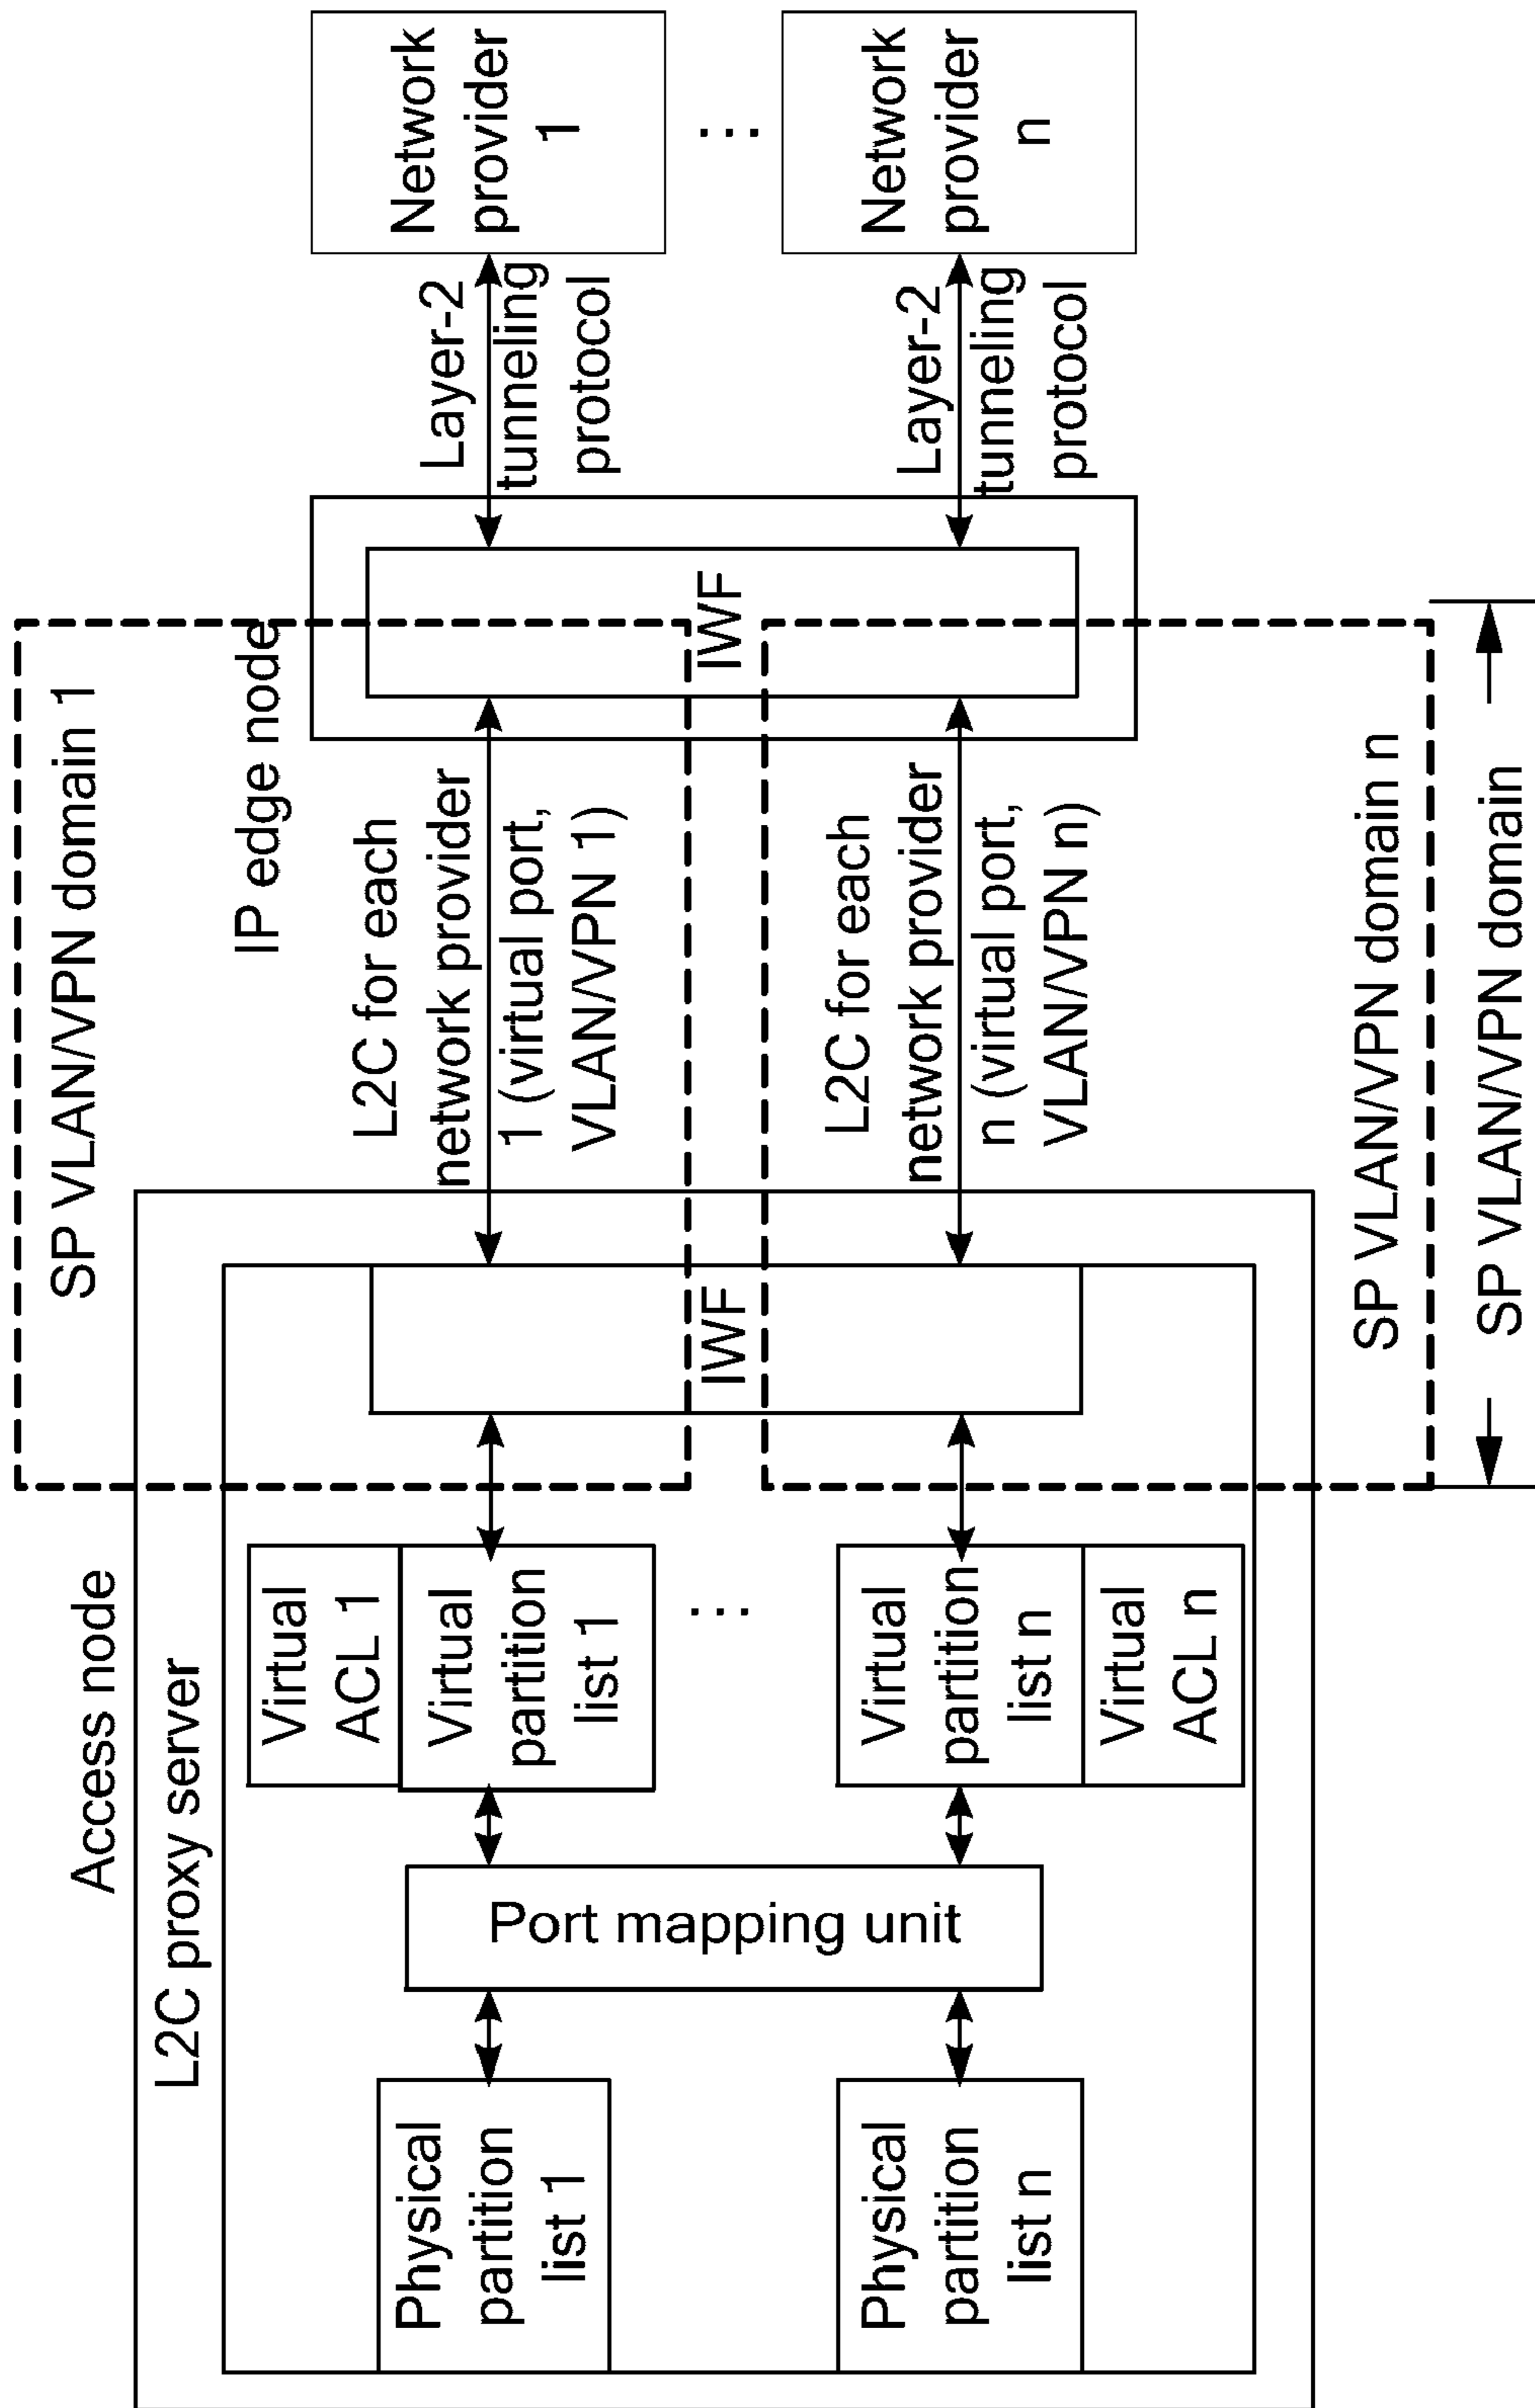 SP VLAN/VPN domain 1
Access node
IP edge node
L2C proxy server
Virtual
ACL 1
Virtual
partition
list 1
Physical
partition
list 1
Port mapping unit
IWF
L2C for each
network provider
1 (virtual port,
VLAN/VPN 1)
IWF
Layer-2
tunneling
protocol
Network
provider
1
...
...
Physical
partition
list n
Virtual
partition
list n
Virtual
ACL n
L2C for each
network provider
n (virtual port,
VLAN/VPN n)
Layer-2
tunneling
protocol
Network
provider
n
SP VLAN/VPN domain n
SP VLAN/VPN domain